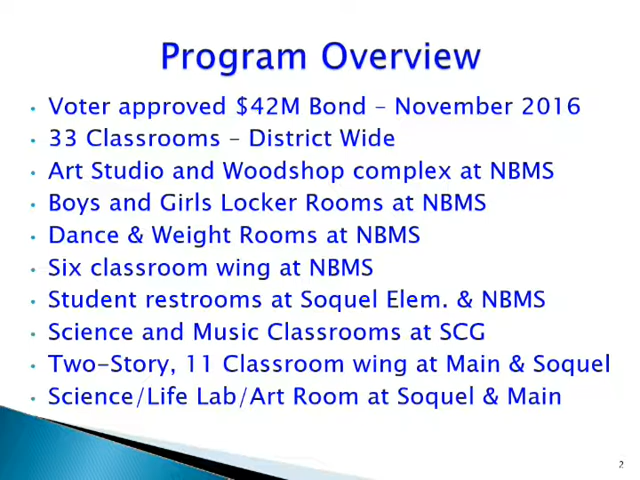 Program Overview
Voter approved $42M Bond – November 2016
33 Classrooms – District Wide
Art Studio and Woodshop complex at NBMS
Boys and Girls Locker Rooms at NBMS
Dance & Weight Rooms at NBMS
Six classroom wing at NBMS
Student restrooms at Soquel Elem. & NBMS
Science and Music Classrooms at SCG
Two-Story, 11 Classroom wing at Main & Soquel
Science/Life Lab/Art Room at Soquel & Main
2